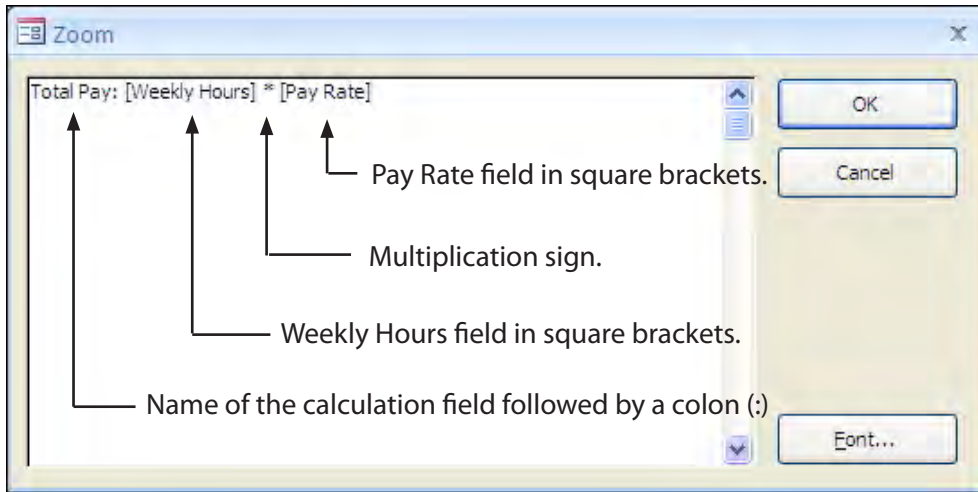 Zoom
Total Pay: [Weekly Hours] * [Pay Rate]
OK
Pay Rate field in square brackets.
Cancel
Multiplication sign.
Weekly Hours field in square brackets.
Name of the calculation field followed by a colon (:)
Font...